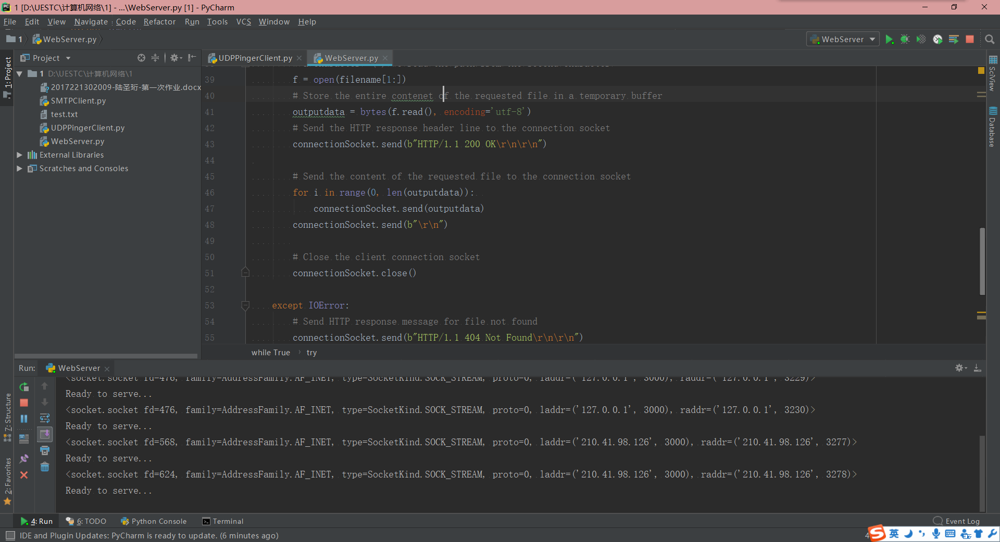 1 [D:\UESTC\计算机网络\1] - ...\WebServer.py [1] - PyCharm
File Edit View Navigate Code Refactor Run Tools VCS Window Help
1 WebServer.py WebServer
1: Project
Project
UDPPingerClient.py WebServer.py
1 D:\UESTC\计算机网络\1
2017221302009-陆圣珩-第一次作业.docx
SMTPClient.py
test.txt
UDPPingerClient.py
WebServer.py
External Libraries
Scratches and Consoles
39 f = open(filename[1:])
40 # Store the entire contenet of the requested file in a temporary buffer
41 outputdata = bytes(f.read(), encoding='utf-8')
42 # Send the HTTP response header line to the connection socket
43 connectionSocket.send(b"HTTP/1.1 200 OK\r\n\r\n")
44
45 # Send the content of the requested file to the connection socket
46 for i in range(0, len(outputdata)):
47 connectionSocket.send(outputdata)
48 connectionSocket.send(b"\r\n")
49
50 # Close the client connection socket
51 connectionSocket.close()
52
53 except IOError:
54 # Send HTTP response message for file not found
55 connectionSocket.send(b"HTTP/1.1 404 Not Found\r\n\r\n")
while True › try
SciView
Database
Run: WebServer
<socket.socket fd=476, family=AddressFamily.AF_INET, type=SocketKind.SOCK_STREAM, proto=0, laddr=('127.0.0.1', 3000), raddr=('127.0.0.1', 3229)>
Ready to serve...
<socket.socket fd=476, family=AddressFamily.AF_INET, type=SocketKind.SOCK_STREAM, proto=0, laddr=('127.0.0.1', 3000), raddr=('127.0.0.1', 3230)>
Ready to serve...
<socket.socket fd=568, family=AddressFamily.AF_INET, type=SocketKind.SOCK_STREAM, proto=0, laddr=('210.41.98.126', 3000), raddr=('210.41.98.126', 3277)>
Ready to serve...
<socket.socket fd=624, family=AddressFamily.AF_INET, type=SocketKind.SOCK_STREAM, proto=0, laddr=('210.41.98.126', 3000), raddr=('210.41.98.126', 3278)>
Ready to serve...
7: Structure
2: Favorites
4: Run 6: TODO Python Console Terminal Event Log
IDE and Plugin Updates: PyCharm is ready to update. (6 minutes ago)
英